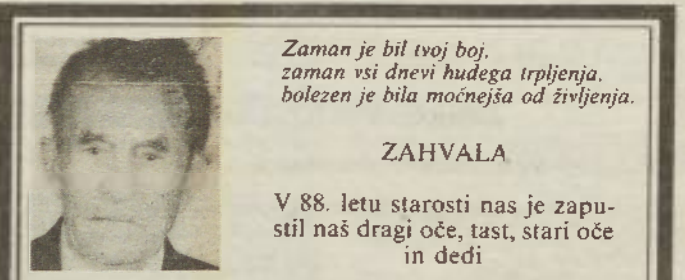 Zaman je bil tvoj boj,
zaman vsi dnevi hudega trpljenja,
bolezen je bila močnejša od življenja.
ZAHVALA
V 88. letu starosti nas je zapu-
stil naš dragi oče, tast, stari oče
in dedi